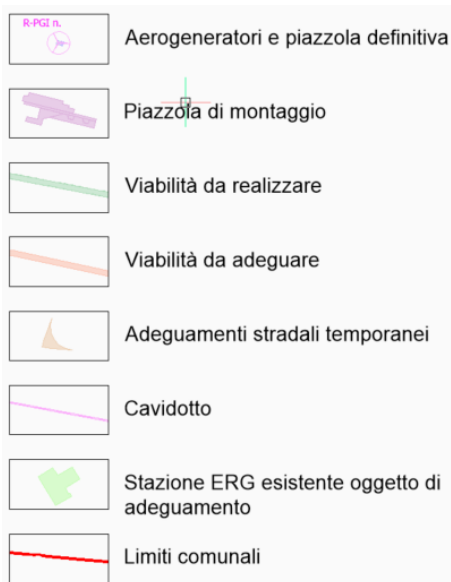 R-PGI n.
Aerogeneratori e piazzola definitiva
Piazzola di montaggio
Viabilità da realizzare
Viabilità da adeguare
Adeguamenti stradali temporanei
Cavidotto
Stazione ERG esistente oggetto di
adeguamento
Limiti comunali